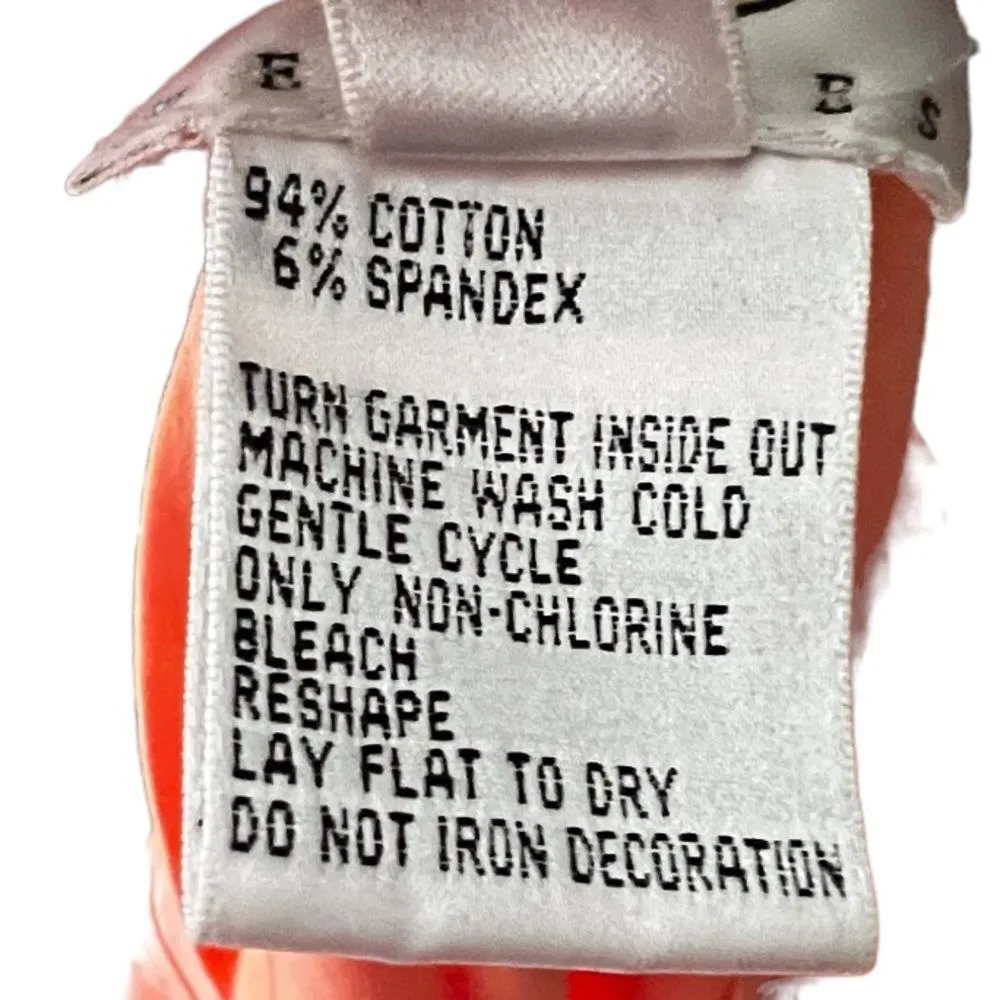 E B S
94% COTTON
6% SPANDEX
TURN GARMENT INSIDE OUT
MACHINE WASH COLD
GENTLE CYCLE
ONLY NON-CHLORINE
BLEACH
RESHAPE
LAY FLAT TO DRY
DO NOT IRON DECORATION